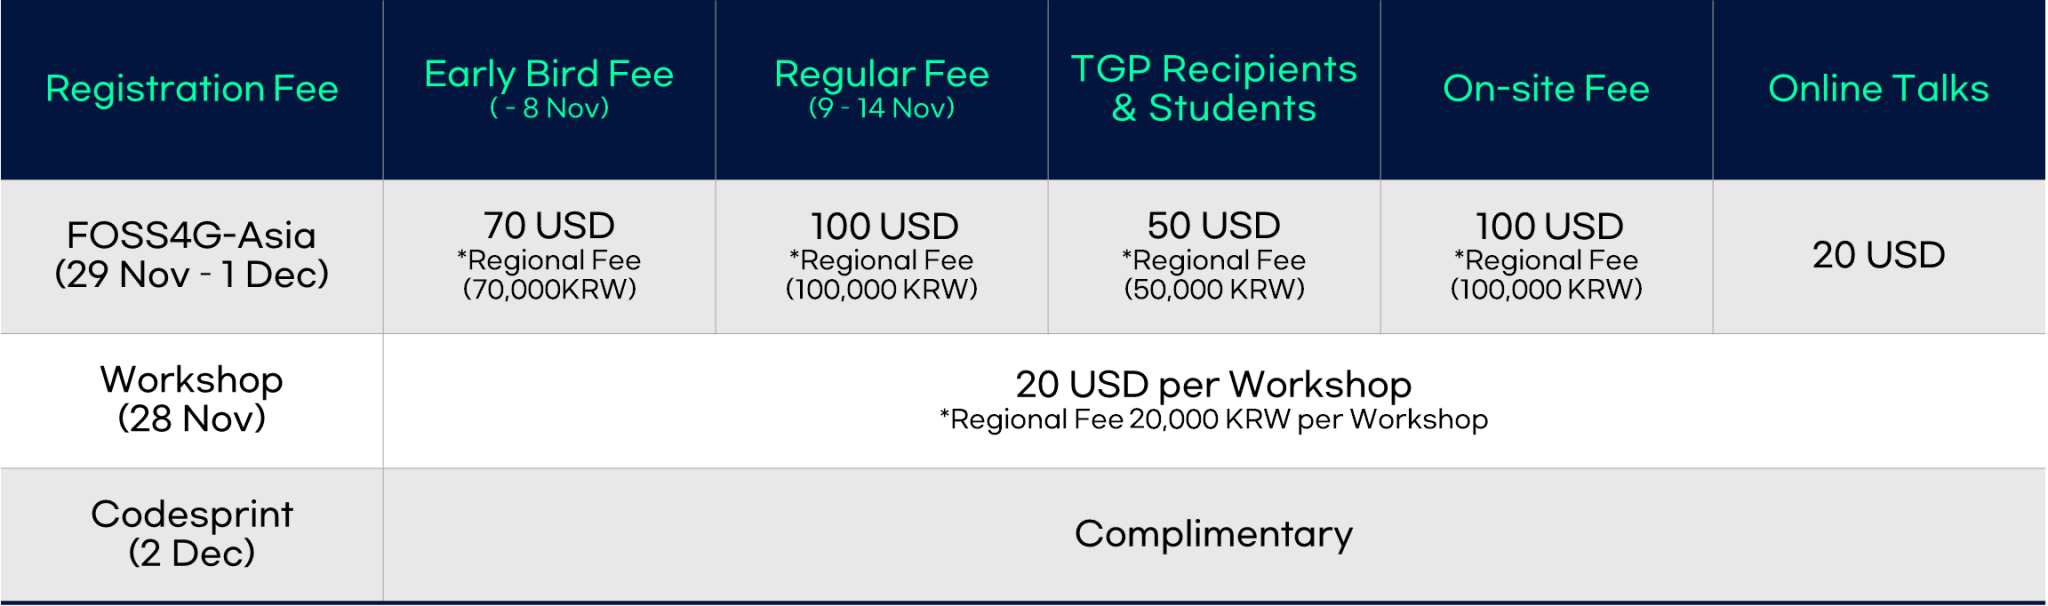 Registration Fee
Early Bird Fee
( - 8 Nov)
Regular Fee
(9 - 14 Nov)
TGP Recipients
& Students
On-site Fee
Online Talks
FOSS4G-Asia
(29 Nov - 1 Dec)
70 USD
*Regional Fee
(70,000KRW)
100 USD
*Regional Fee
(100,000 KRW)
50 USD
*Regional Fee
(50,000 KRW)
100 USD
*Regional Fee
(100,000 KRW)
20 USD
Workshop
(28 Nov)
20 USD per Workshop
*Regional Fee 20,000 KRW per Workshop
Codesprint
(2 Dec)
Complimentary